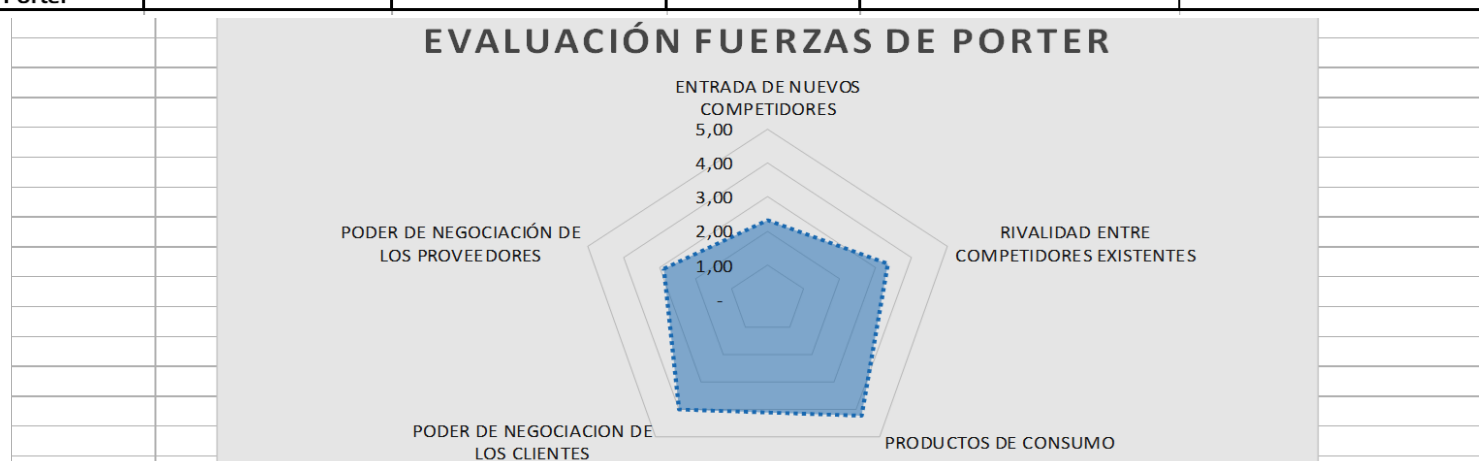 Porter
EVALUACIÓN FUERZAS DE PORTER
ENTRADA DE NUEVOS
COMPETIDORES
5,00
4,00
3,00
2,00
1,00
-
PODER DE NEGOCIACIÓN DE
LOS PROVEEDORES
RIVALIDAD ENTRE
COMPETIDORES EXISTENTES
PODER DE NEGOCIACION DE
LOS CLIENTES
PRODUCTOS DE CONSUMO